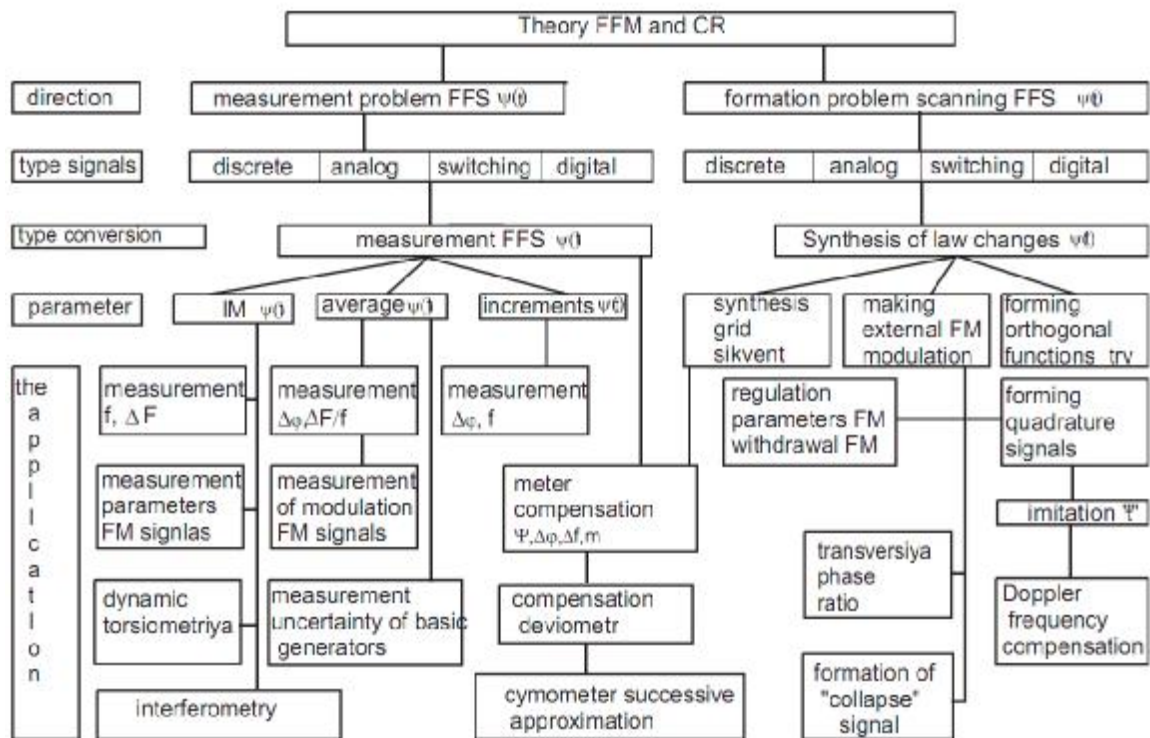 Theory FFM and CR
direction
measurement problem FFS ψ(t)
formation problem scanning FFS ψ(t)
type signals
discrete analog switching digital
discrete analog switching digital
type conversion
measurement FFS ψ()
Synthesis of law changes ψ(t)
parameter
IM ψ()
average ψ()
increments ψ(t)
synthesis
grid
sikvent
making
external FM
modulation
forming
orthogonal
functions trv
the
a
p
p
l
I
c
a
t
I
o
n
measurement
f, Δ F
measurement
Δφ,ΔF/f
measurement
Δφ, f
regulation
parameters FM
withdrawal FM
forming
quadrature
signals
measurement
parameters
FM signlas
measurement
of modulation
FM signals
meter
compensation
Ψ,Δφ,Δf,m
imitation Ψ
transversiya
phase
ratio
dynamic
torsiometriya
measurement
uncertainty of basic
generators
compensation
deviometr
Doppler
frequency
compensation
interferometry
cymometer successive
approximation
formation of
"collapse"
signal